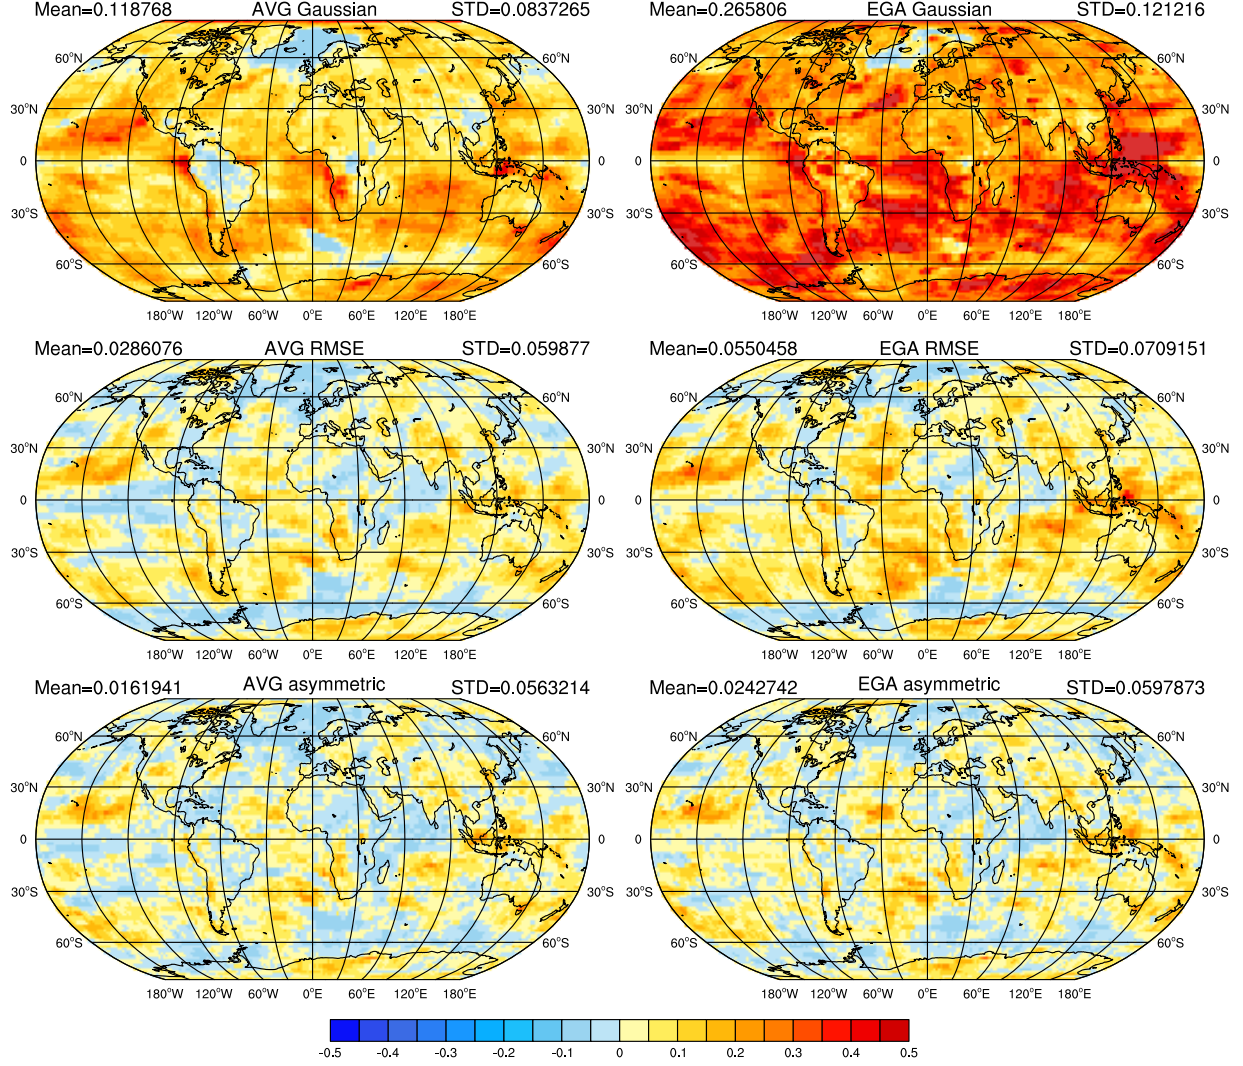 Mean=0.118768 AVG Gaussian STD=0.0837265
60°N 60°N
30°N 30°N
0 0
30°S 30°S
60°S 60°S
180°W 120°W 60°W 0°E 60°E 120°E 180°E
Mean=0.265806 EGA Gaussian STD=0.121216
60°N 60°N
30°N 30°N
0 0
30°S 30°S
60°S 60°S
180°W 120°W 60°W 0°E 60°E 120°E 180°E
Mean=0.0286076 AVG RMSE STD=0.059877
60°N 60°N
30°N 30°N
0 0
30°S 30°S
60°S 60°S
180°W 120°W 60°W 0°E 60°E 120°E 180°E
Mean=0.0550458 EGA RMSE STD=0.0709151
60°N 60°N
30°N 30°N
0 0
30°S 30°S
60°S 60°S
180°W 120°W 60°W 0°E 60°E 120°E 180°E
Mean=0.0161941 AVG asymmetric STD=0.0563214
60°N 60°N
30°N 30°N
0 0
30°S 30°S
60°S 60°S
180°W 120°W 60°W 0°E 60°E 120°E 180°E
Mean=0.0242742 EGA asymmetric STD=0.0597873
60°N 60°N
30°N 30°N
0 0
30°S 30°S
60°S 60°S
180°W 120°W 60°W 0°E 60°E 120°E 180°E
-0.5 -0.4 -0.3 -0.2 -0.1 0 0.1 0.2 0.3 0.4 0.5